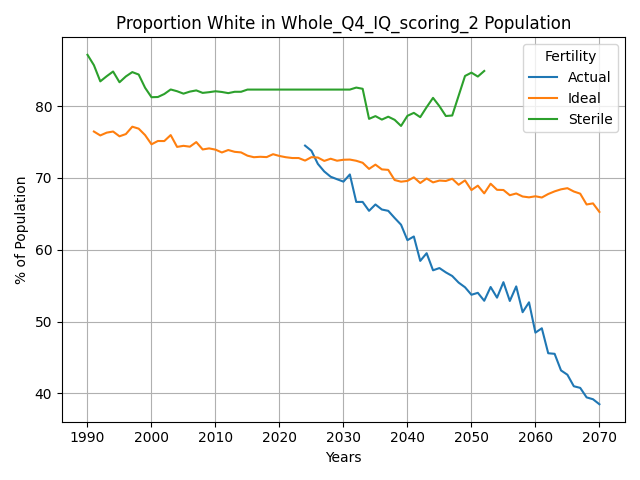 Proportion White in Whole_Q4_IQ_scoring_2 Population
Fertility
Actual
Ideal
Sterile
% of Population
80
70
60
50
40
1990 2000 2010 2020 2030 2040 2050 2060 2070
Years